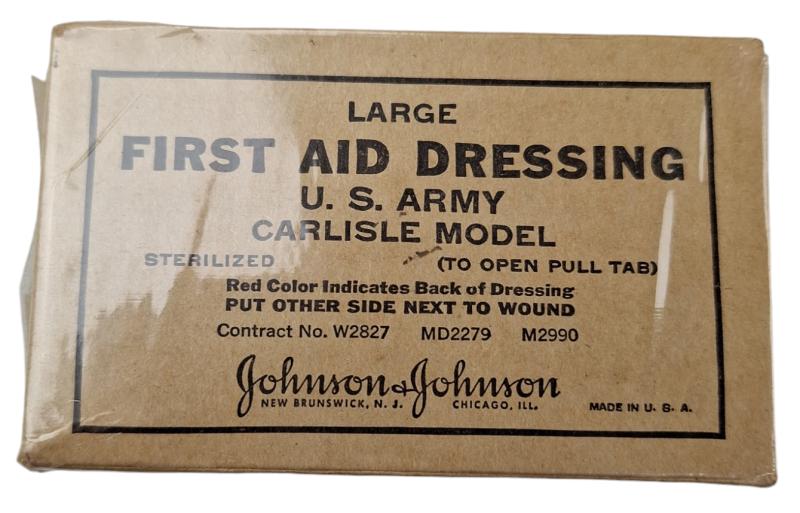 LARGE
FIRST AID DRESSING
U. S. ARMY
CARLISLE MODEL
STERILIZED (TO OPEN PULL TAB)
Red Color Indicates Back of Dressing
PUT OTHER SIDE NEXT TO WOUND
Contract No. W2827 MD2279 M2990
Johnson & Johnson
NEW BRUNSWICK, N. J. CHICAGO, ILL.
MADE IN U. S. A.